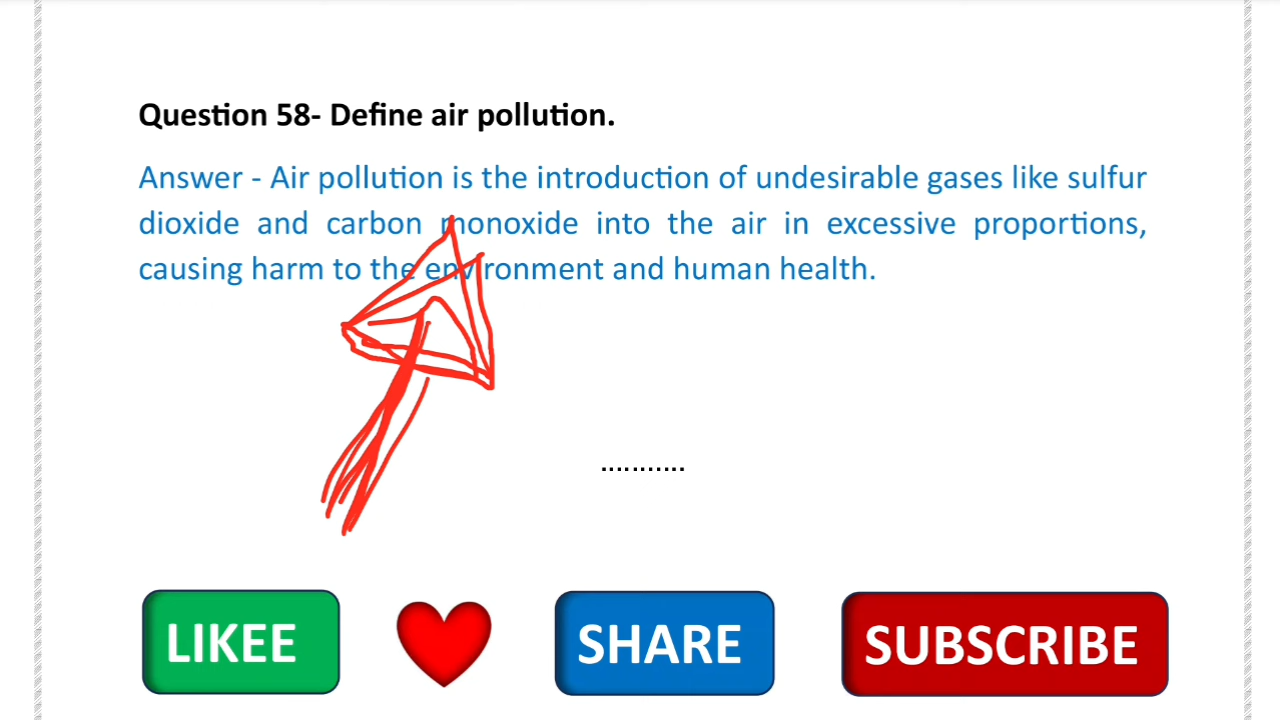 Question 58- Define air pollution.
Answer - Air pollution is the introduction of undesirable gases like sulfur
dioxide and carbon monoxide into the air in excessive proportions,
causing harm to the environment and human health.
...........
LIKEE
SHARE
SUBSCRIBE